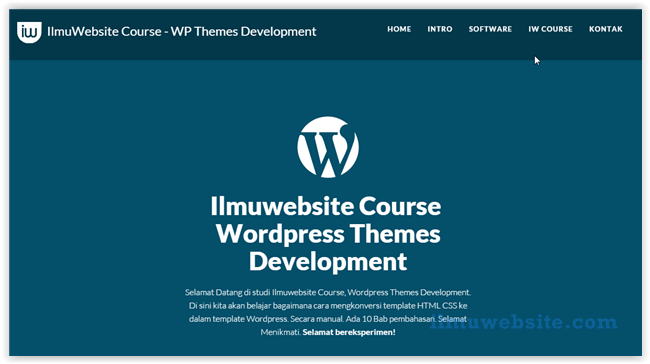 iw IlmuWebsite Course - WP Themes Development
HOME INTRO SOFTWARE IW COURSE KONTAK
W
Ilmuwebsite Course
Wordpress Themes
Development
Selamat Datang di studi Ilmuwebsite Course, Wordpress Themes Development.
Di sini kita akan belajar bagaimana cara mengkonversi template HTML CSS ke
dalam template Wordpress. Secara manual. Ada 10 Bab pembahasan. Selamat
Menikmati. Selamat bereksperimen!
ilmuwebsite.com